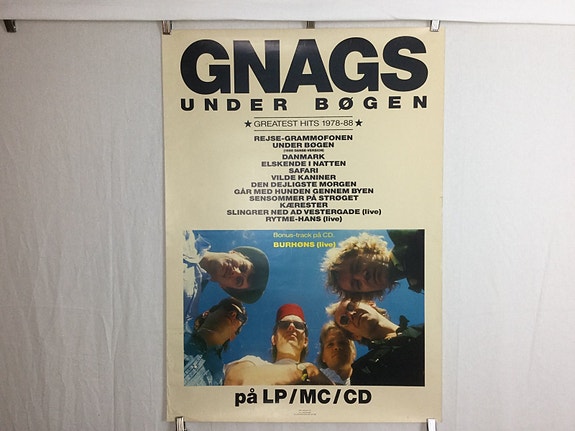 GNAGS
UNDER BØGEN
★ GREATEST HITS 1978-88 ★
REJSE-GRAMMOFONEN
UNDER BØGEN
DANMARK
ELSKENDE I NATTEN
SAFARI
VILDE KANINER
DEN DEJLIGSTE MORGEN
GÅR MED HUNDEN GENNEM BYEN
SENSOMMER PÅ STRØGET
KÆRESTER
SLINGRER NED AD VESTERGADE (live)
RYTME-HANS (live)
Bonus-track på CD.
BURHØNS (live)
på LP/MC/CD